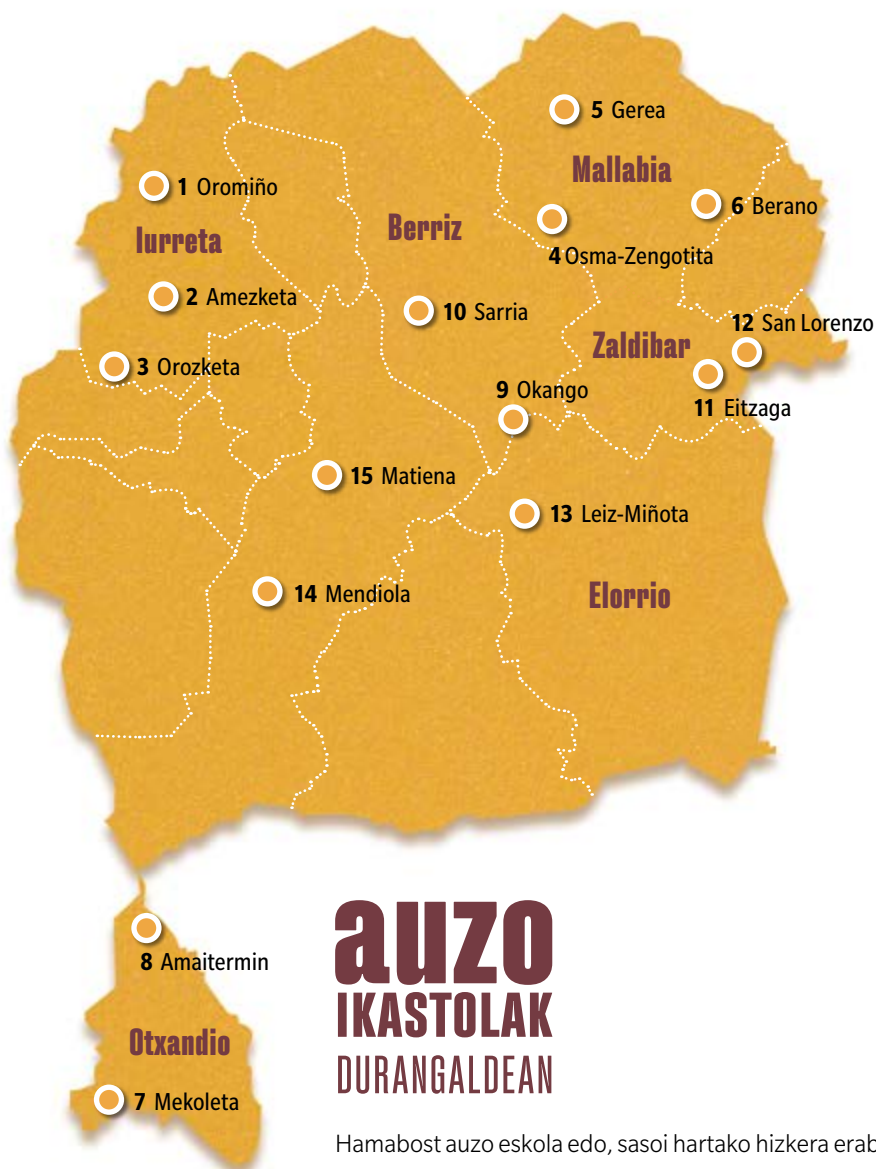 5 Gerea
Mallabia
1 Oromiño
6 Berano
Iurreta
Berriz
4 Osma-Zengotita
2 Amezketa
10 Sarria
12 San Lorenzo
Zaldibar
3 Orozketa
9 Okango
11 Eitzaga
15 Matiena
13 Leiz-Miñota
14 Mendiola
Elorrio
auzo
IKASTOLAK
DURANGALDEAN
8 Amaitermin
Otxandio
7 Mekoleta
Hamabost auzo eskola edo, sasoi hartako hizkera erab